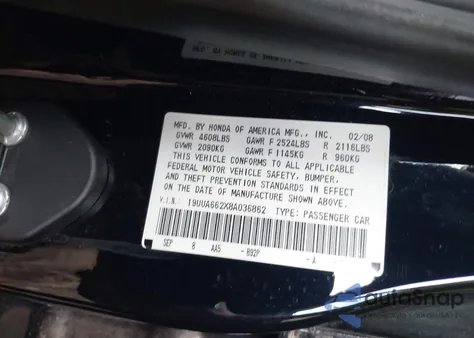 MFD. BY HONDA OF AMERICA MFG., INC. 02/08
GVWR 4608LBS GAWR F 2524LBS R 2116LBS
GVWR 2090KG GAWR F 1145KG R 960KG
THIS VEHICLE CONFORMS TO ALL APPLICABLE
FEDERAL MOTOR VEHICLE SAFETY, BUMPER,
AND THEFT PREVENTION STANDARDS IN EFFECT
ON THE DATE OF MANUFACTURE SHOWN ABOVE.
V.I.N.: 19UUA662X8A036862 TYPE: PASSENGER CAR
SEP 8 AA5 -B92P -A
autoSnap